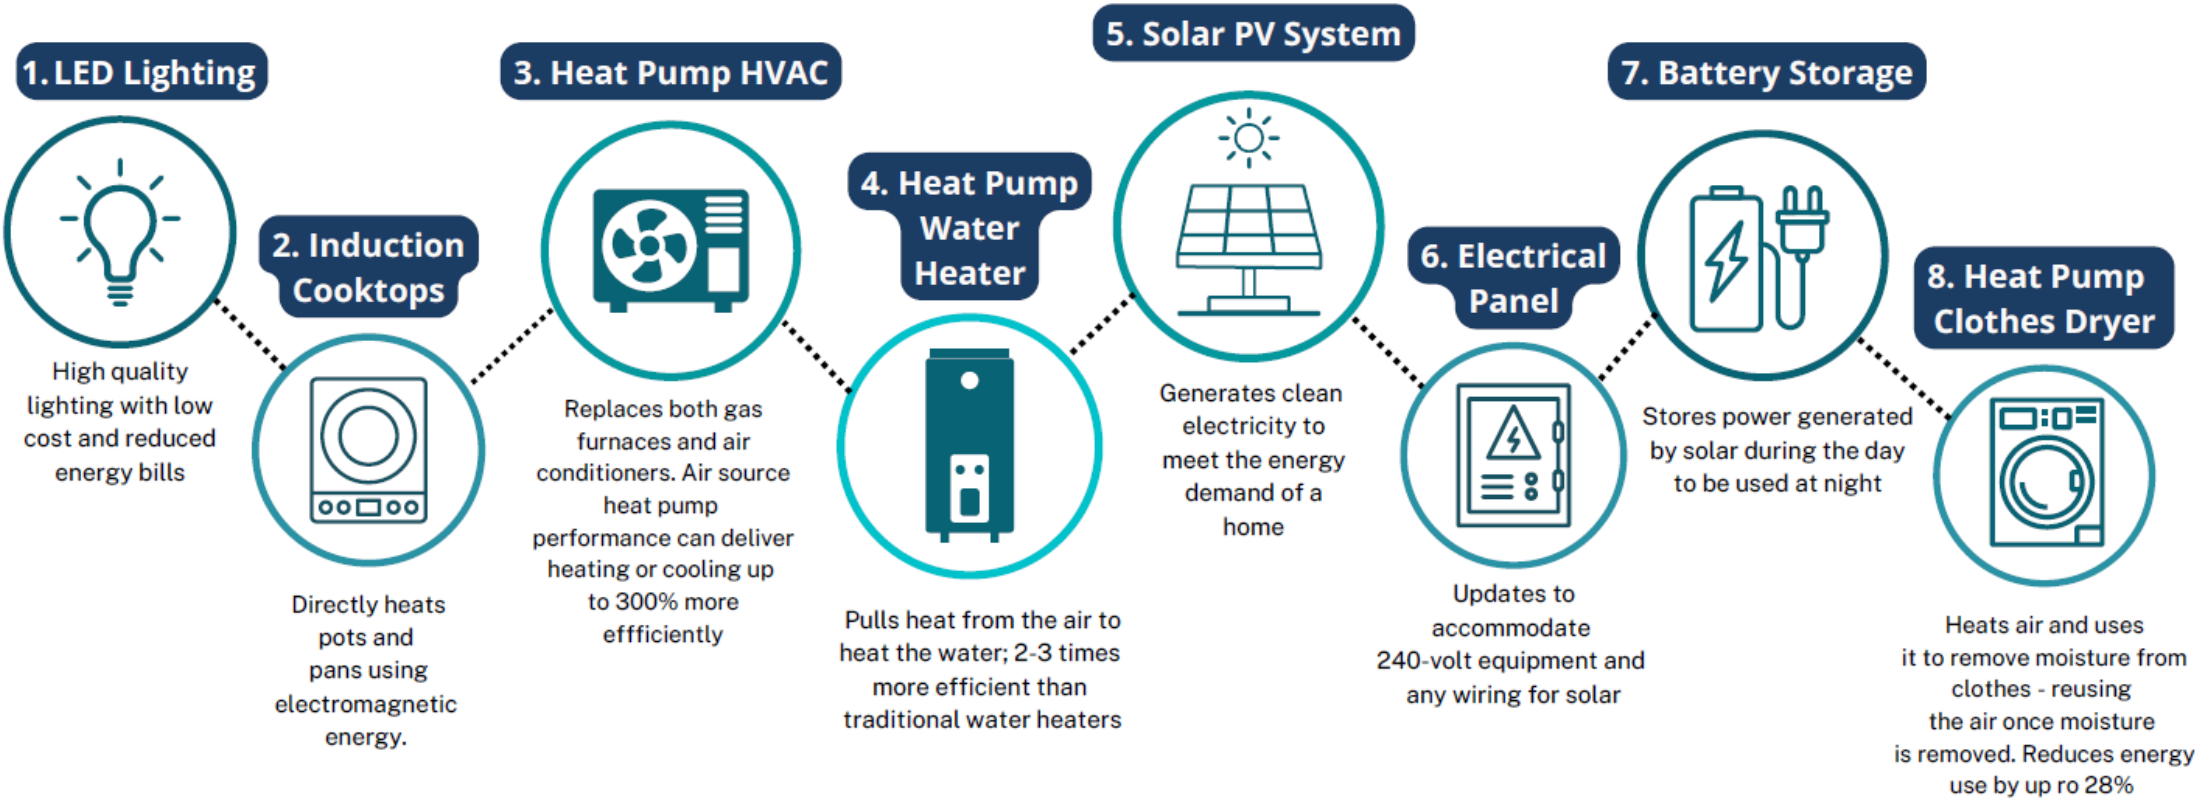 1. LED Lighting
High quality
lighting with low
cost and reduced
energy bills
2. Induction
Cooktops
Directly heats
pots and
pans using
electromagnetic
energy.
3. Heat Pump HVAC
Replaces both gas
furnaces and air
conditioners. Air source
heat pump
performance can deliver
heating or cooling up
to 300% more
effficiently
4. Heat Pump
Water
Heater
Pulls heat from the air to
heat the water; 2-3 times
more efficient than
traditional water heaters
5. Solar PV System
Generates clean
electricity to
meet the energy
demand of a
home
6. Electrical
Panel
Updates to
accommodate
240-volt equipment and
any wiring for solar
7. Battery Storage
Stores power generated
by solar during the day
to be used at night
8. Heat Pump
Clothes Dryer
Heats air and uses
it to remove moisture from
clothes - reusing
the air once moisture
is removed. Reduces energy
use by up ro 28%